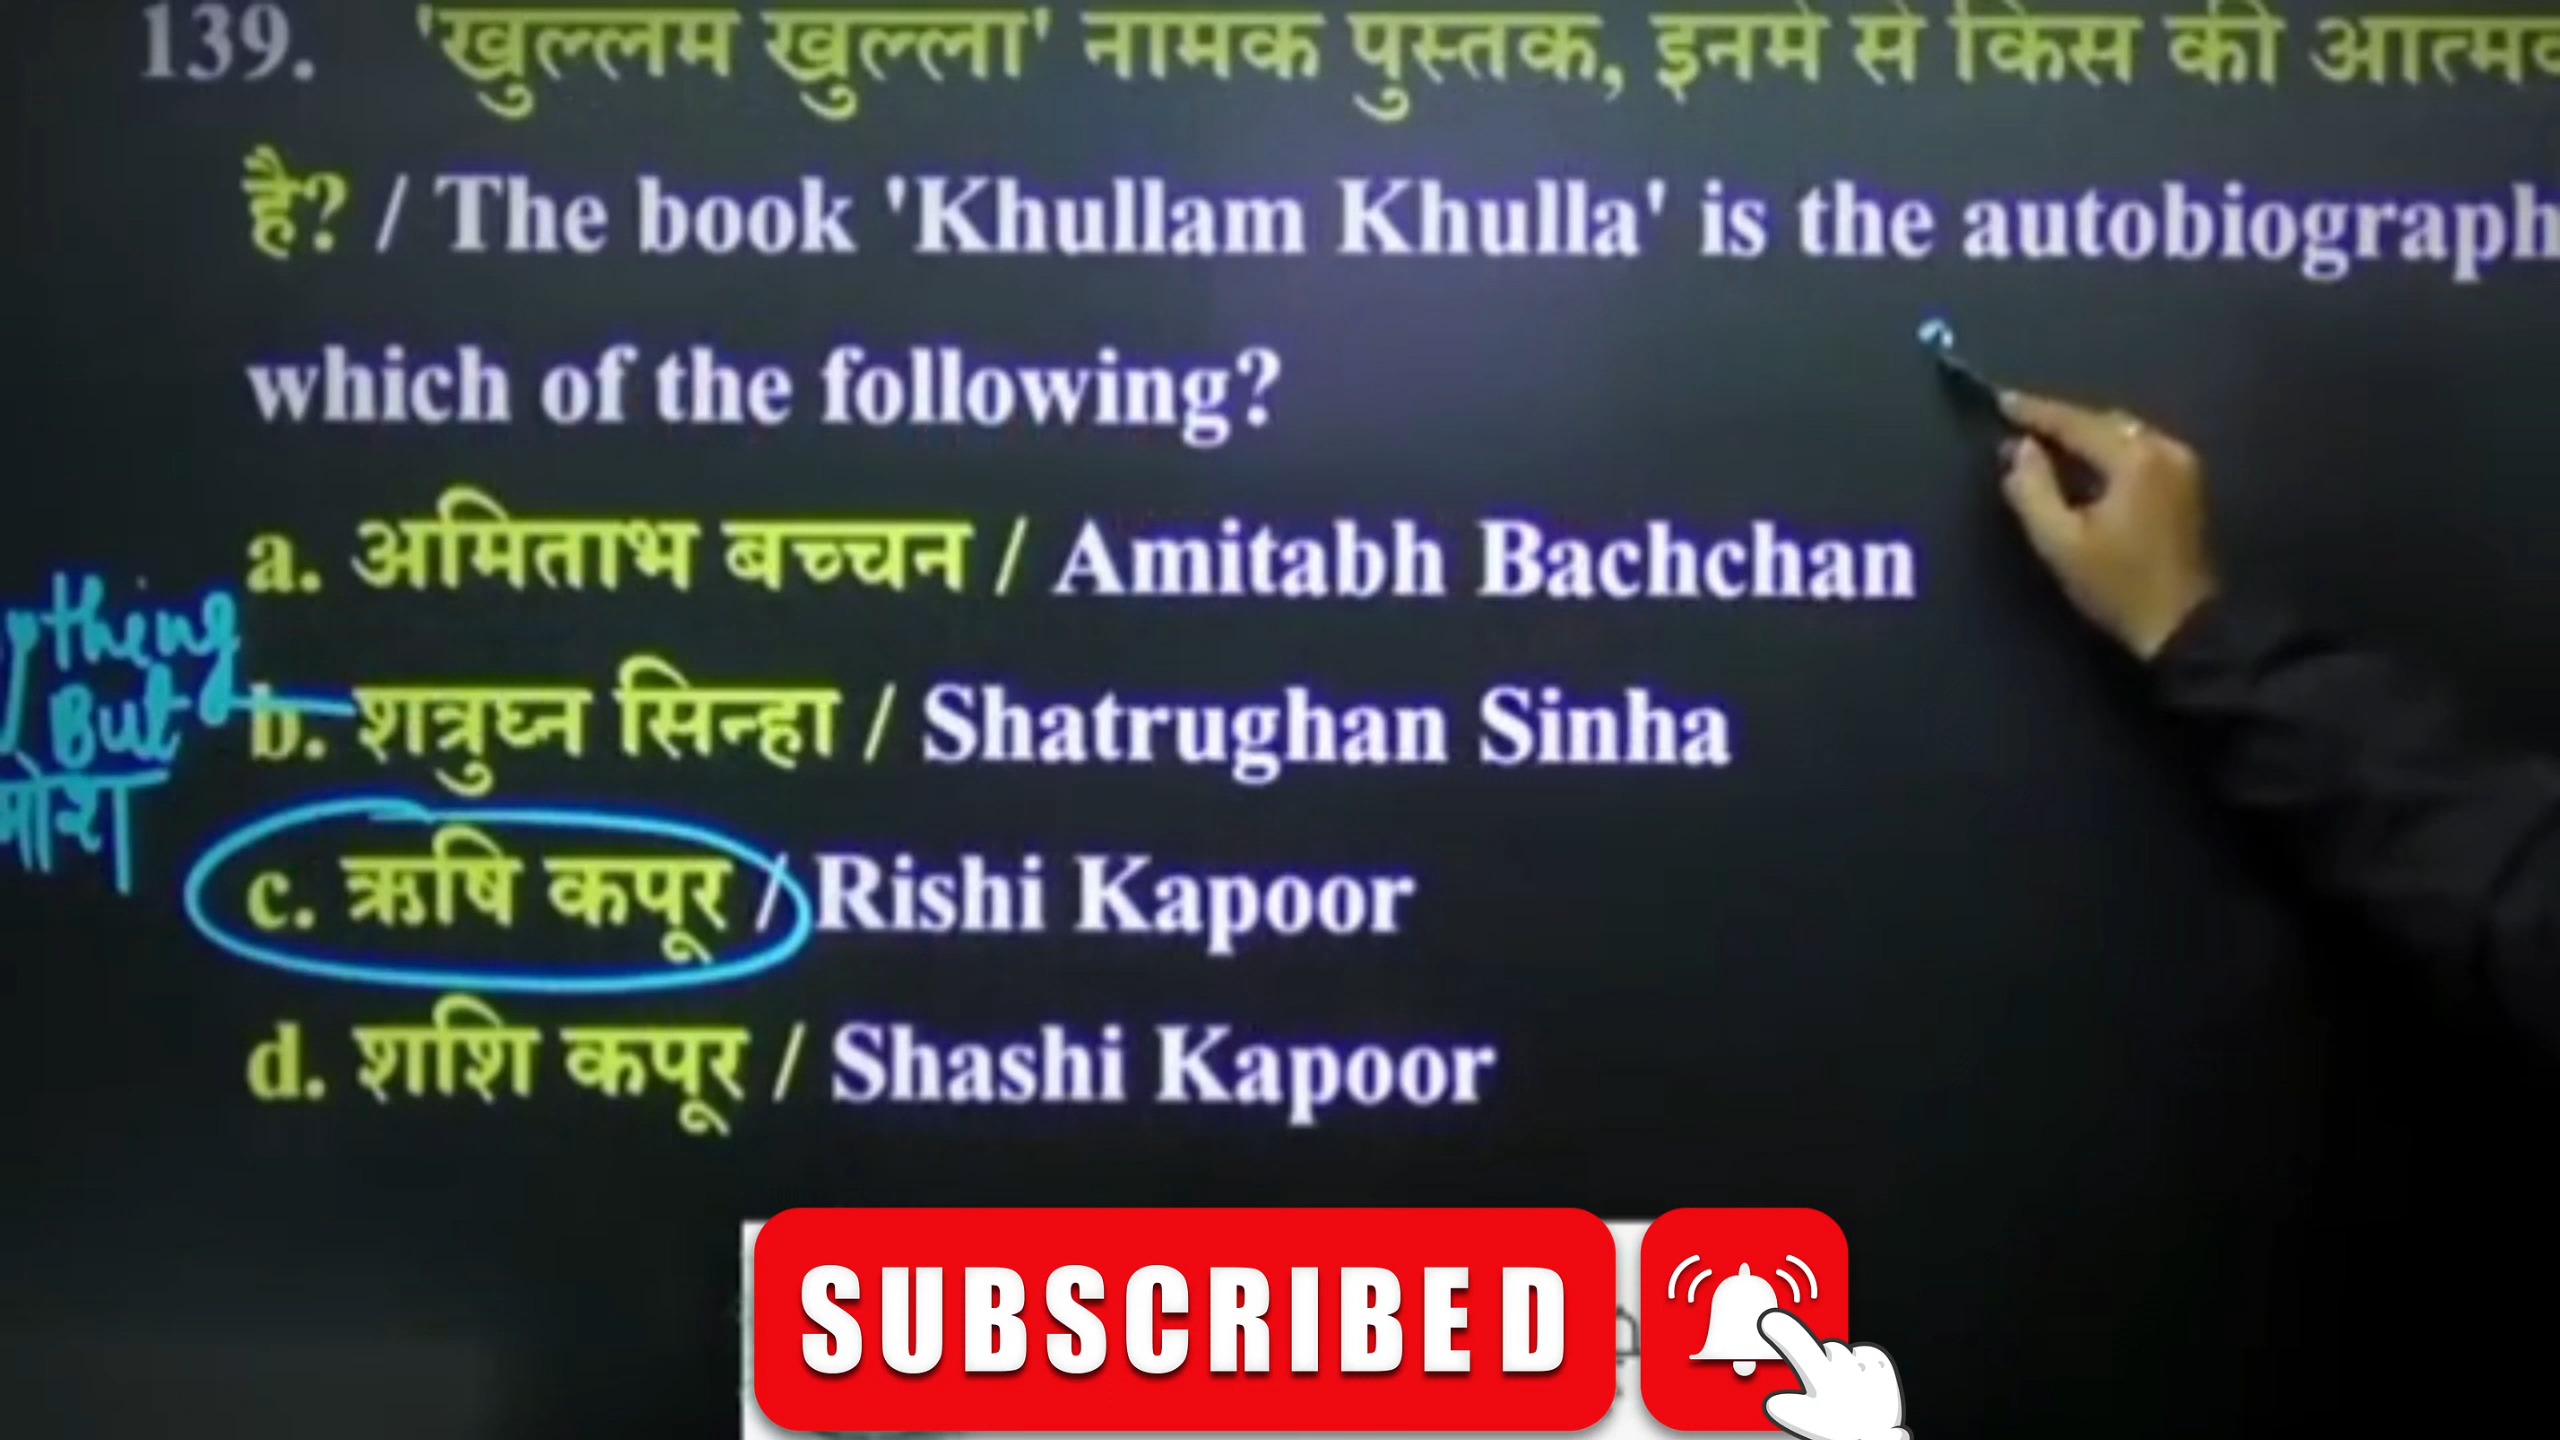 139. 'खुल्लम खुल्ला' नामक पुस्तक, इनमे से किस की
है? / The book 'Khullam Khulla' is the autobiograph
which of the following?
a. अमिताभ बच्चन / Amitabh Bachchan
b. शत्रुघ्न सिन्हा / Shatrughan Sinha
But
c. ऋषि कपूर / Rishi Kapoor
d. शशि कपूर / Shashi Kapoor
SUBSCRIBED